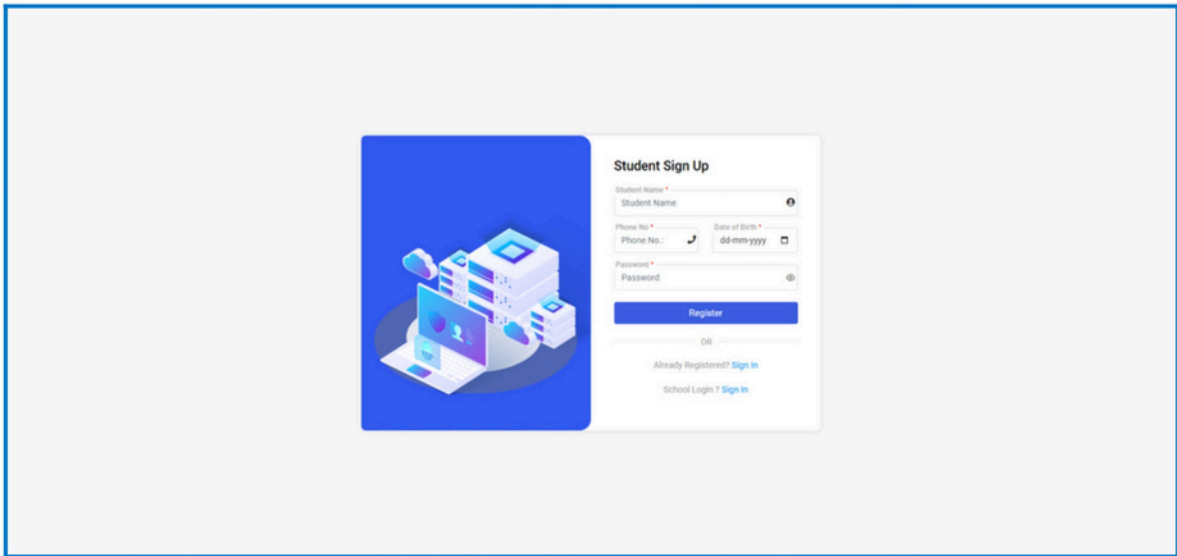 Student Sign Up
Student Name *
Student Name
Phone No * Date of Birth *
Phone No.: dd-mm-yyyy
Password *
Password
Register
OR
Already Registered? Sign In
School Login ? Sign In